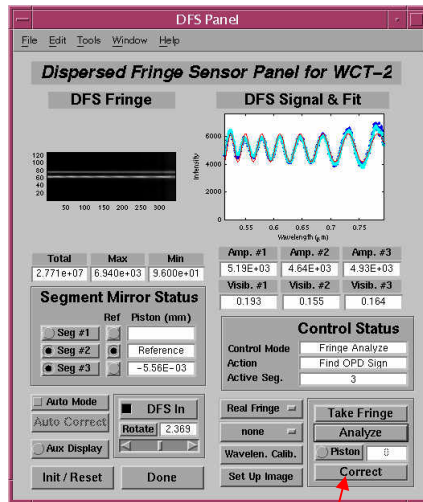 DFS Panel
File Edit Tools Window Help
Dispersed Fringe Sensor Panel for WCT-2
DFS Fringe
DFS Signal & Fit
120
100
80
60
40
20
50 100 150 200 250 300
Intensity
6000
4000
2000
0
0.55 0.6 0.65 0.7 0.75
Wavelength (μm)
Total Max Min
2.771e+07 6.940e+03 9.600e+01
Amp. #1 Amp. #2 Amp. #3
5.19E+03 4.64E+03 4.93E+03
Visib. #1 Visib. #2 Visib. #3
0.193 0.155 0.164
Segment Mirror Status
Ref Piston (mm)
Seg #1
Seg #2 Reference
Seg #3 -5.56E-03
Control Status
Control Mode Fringe Analyze
Action Find OPD Sign
Active Seg. 3
Auto Mode
Auto Correct
Aux Display
DFS In
Rotate 2.369
Init / Reset
Done
Real Fringe
none
Wavelen. Calib.
Set Up Image
Take Fringe
Analyze
Piston 0
Correct